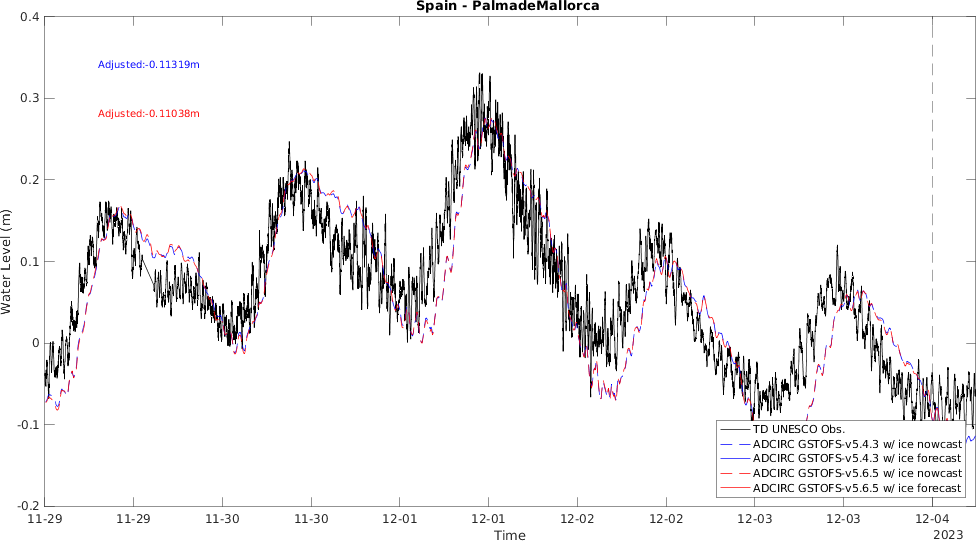 Spain - PalmadeMallorca
Adjusted:-0.11319m
Adjusted:-0.11038m
Water Level (m)
0.4
0.3
0.2
0.1
0
-0.1
-0.2
TD UNESCO Obs.
ADCIRC GSTOFS-v5.4.3 w/ ice nowcast
ADCIRC GSTOFS-v5.4.3 w/ ice forecast
ADCIRC GSTOFS-v5.6.5 w/ ice nowcast
ADCIRC GSTOFS-v5.6.5 w/ ice forecast
11-29 11-29 11-30 11-30 12-01 12-01 12-02 12-02 12-03 12-03 12-04
Time
2023